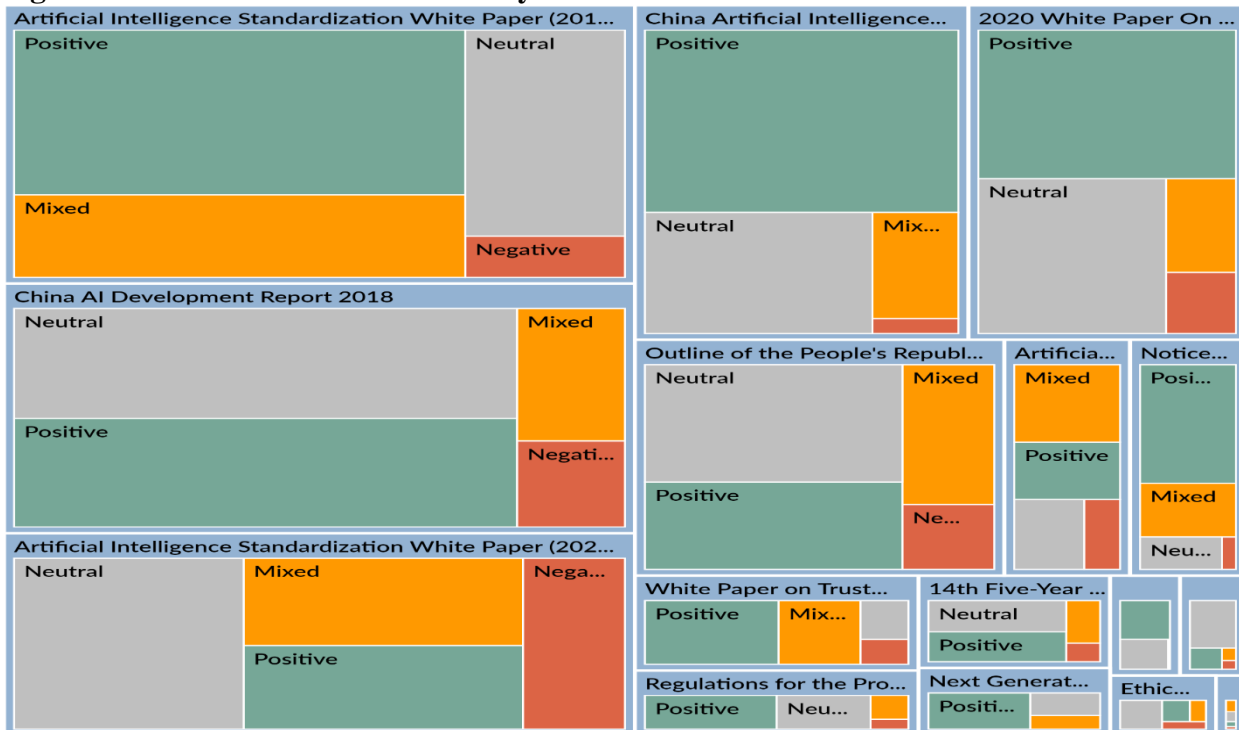 Artificial Intelligence Standardization White Paper (201...
Positive
Neutral
Mixed
Negative
China AI Development Report 2018
Neutral
Mixed
Positive
Negati...
Artificial Intelligence Standardization White Paper (202...
Neutral
Mixed
Nega...
Positive
China Artificial Intelligence...
Positive
Neutral
Mix...
2020 White Paper On ...
Positive
Neutral
Outline of the People's Republ...
Neutral
Mixed
Positive
Ne...
Artificia...
Mixed
Positive
Notice...
Posi...
Mixed
Neu...
White Paper on Trust...
Positive
Mix...
14th Five-Year ...
Neutral
Positive
Regulations for the Pro...
Positive
Neu...
Next Generat...
Positi...
Ethic...